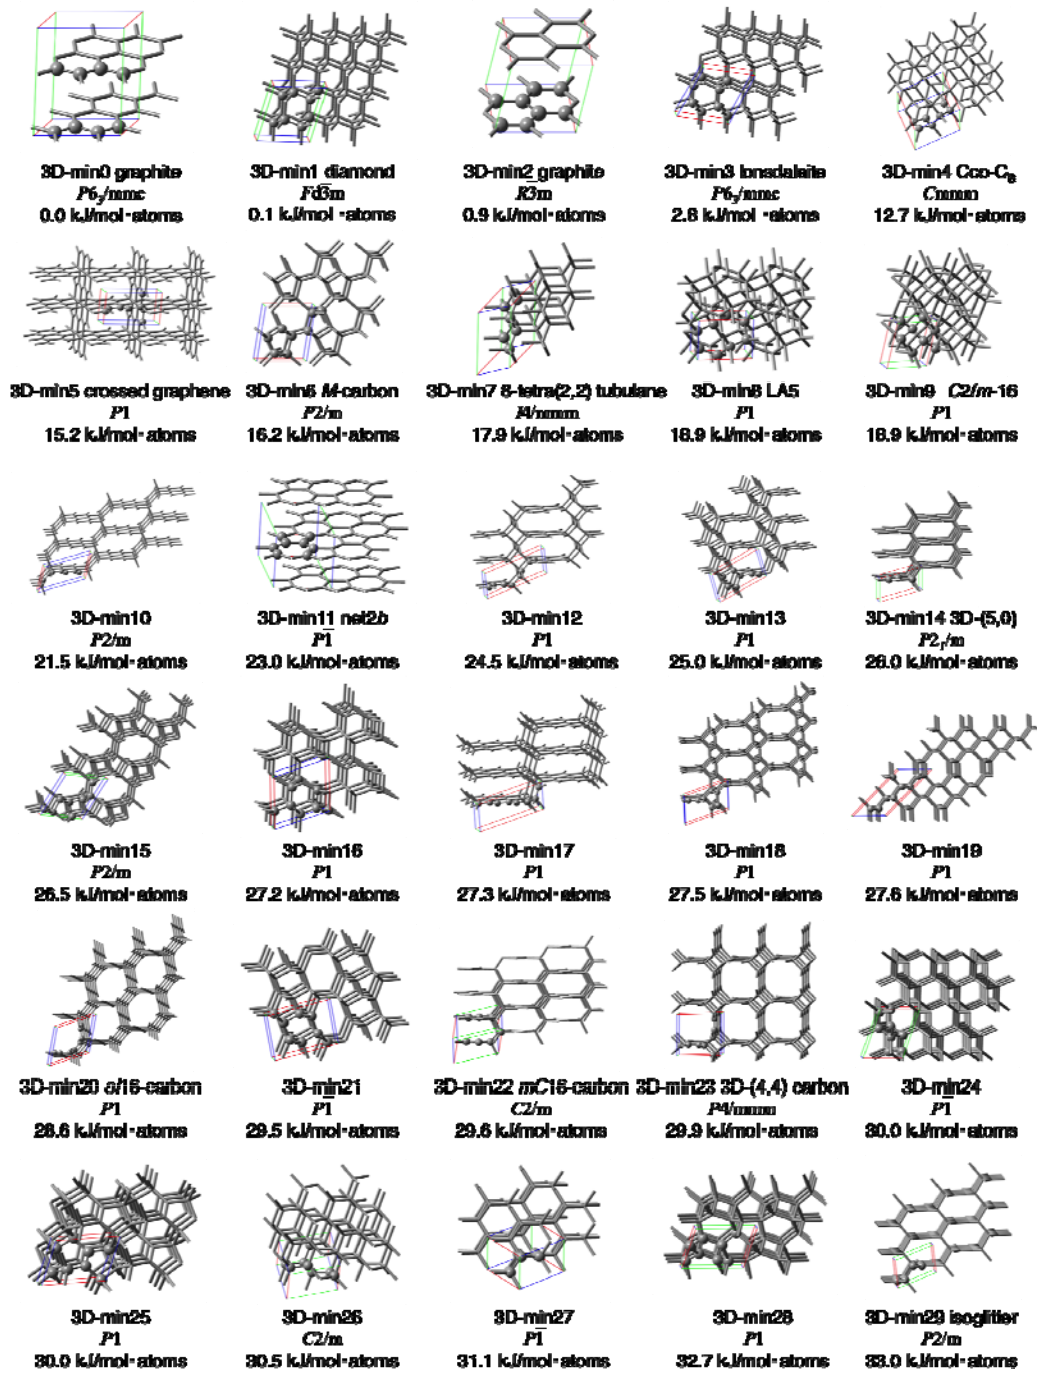 3D-min0 graphite 3D-min1 diamond 3D-min2 graphite 3D-min3 lonsdaleite 3D-min4 Cco-C₈
P6₃/mmc Fd3̅m R3̅m P6₃/mmc Cmmm
0.0 kJ/mol·atoms 0.1 kJ/mol·atoms 0.9 kJ/mol·atoms 2.8 kJ/mol·atoms 12.7 kJ/mol·atoms
3D-min5 crossed graphene 3D-min6 M-carbon 3D-min7 8-tetra(2,2) tubulane 3D-min8 LA5 3D-min9 C2/m-16
P1 P2/m I4/mmm P1 P1
15.2 kJ/mol·atoms 16.2 kJ/mol·atoms 17.9 kJ/mol·atoms 18.9 kJ/mol·atoms 18.9 kJ/mol·atoms
3D-min10 3D-min11 net2b 3D-min12 3D-min13 3D-min14 3D-(5,0)
P2/m P1̅ P1 P1 P2₁/m
21.5 kJ/mol·atoms 23.0 kJ/mol·atoms 24.5 kJ/mol·atoms 25.0 kJ/mol·atoms 26.0 kJ/mol·atoms
3D-min15 3D-min16 3D-min17 3D-min18 3D-min19
P2/m P1 P1 P1 P1
26.5 kJ/mol·atoms 27.2 kJ/mol·atoms 27.3 kJ/mol·atoms 27.5 kJ/mol·atoms 27.6 kJ/mol·atoms
3D-min20 oI16-carbon 3D-min21 3D-min22 mC16-carbon 3D-min23 3D-(4,4) carbon 3D-min24
P1 P1̅ C2/m P4/mmm P1̅
28.6 kJ/mol·atoms 29.5 kJ/mol·atoms 29.6 kJ/mol·atoms 29.9 kJ/mol·atoms 30.0 kJ/mol·atoms
3D-min25 3D-min26 3D-min27 3D-min28 3D-min29 isoglitter
P1 C2/m P1̅ P1 P2/m
30.0 kJ/mol·atoms 30.5 kJ/mol·atoms 31.1 kJ/mol·atoms 32.7 kJ/mol·atoms 33.0 kJ/mol·atoms